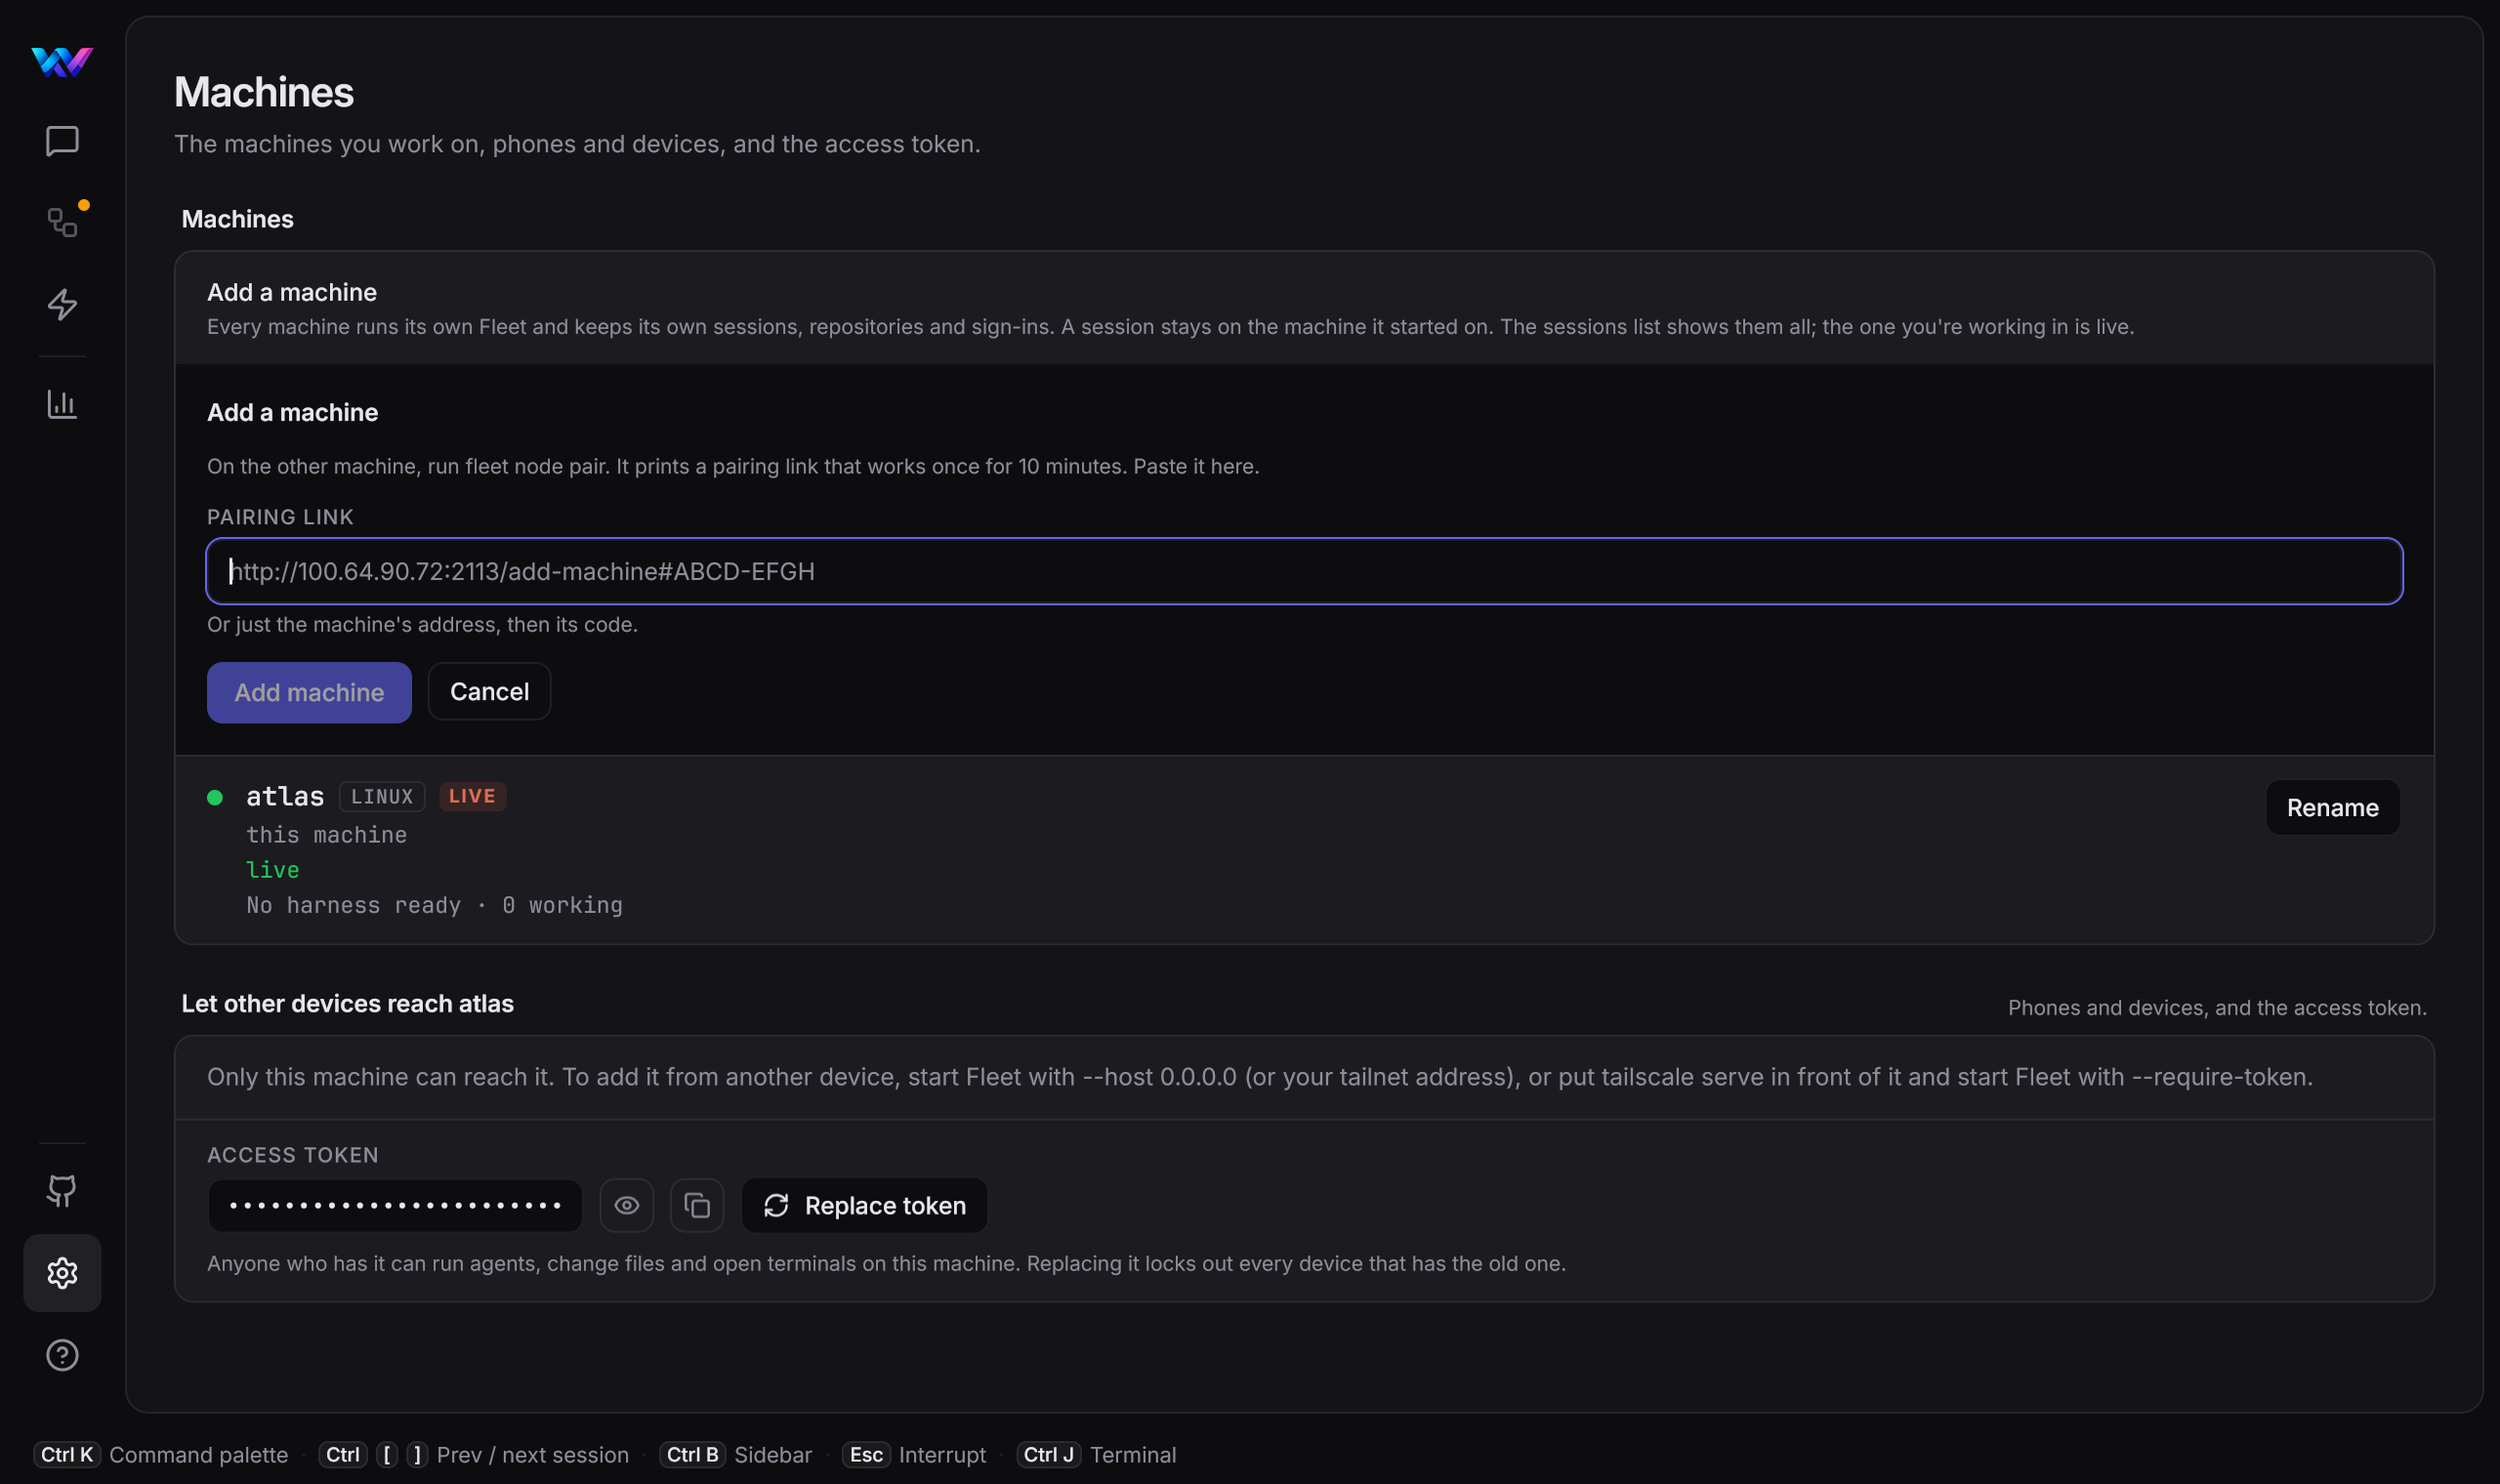 Machines
The machines you work on, phones and devices, and the access token.
Machines
Add a machine
Every machine runs its own Fleet and keeps its own sessions, repositories and sign-ins. A session stays on the machine it started on. The sessions list shows them all; the one you're working in is live.
Add a machine
On the other machine, run fleet node pair. It prints a pairing link that works once for 10 minutes. Paste it here.
PAIRING LINK
http://100.64.90.72:2113/add-machine#ABCD-EFGH
Or just the machine's address, then its code.
Add machine Cancel
atlas LINUX LIVE Rename
this machine
live
No harness ready · 0 working
Let other devices reach atlas Phones and devices, and the access token.
Only this machine can reach it. To add it from another device, start Fleet with --host 0.0.0.0 (or your tailnet address), or put tailscale serve in front of it and start Fleet with --require-token.
ACCESS TOKEN
Replace token
Anyone who has it can run agents, change files and open terminals on this machine. Replacing it locks out every device that has the old one.
Ctrl K Command palette · Ctrl [ ] Prev / next session · Ctrl B Sidebar · Esc Interrupt · Ctrl J Terminal